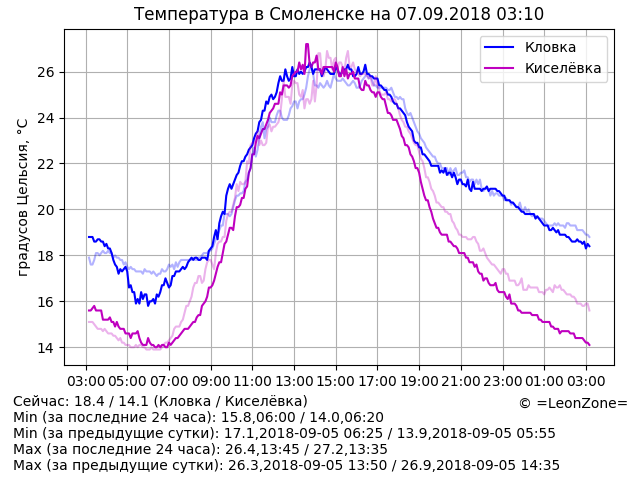 Температура в Смоленске на 07.09.2018 03:10
градусов Цельсия, °C
26
24
22
20
18
16
14
Кловка
Киселёвка
03:00 05:00 07:00 09:00 11:00 13:00 15:00 17:00 19:00 21:00 23:00 01:00 03:00
Сейчас: 18.4 / 14.1 (Кловка / Киселёвка)
© =LeonZone=
Min (за последние 24 часа): 15.8,06:00 / 14.0,06:20
Min (за предыдущие сутки): 17.1,2018-09-05 06:25 / 13.9,2018-09-05 05:55
Max (за последние 24 часа): 26.4,13:45 / 27.2,13:35
Max (за предыдущие сутки): 26.3,2018-09-05 13:50 / 26.9,2018-09-05 14:35